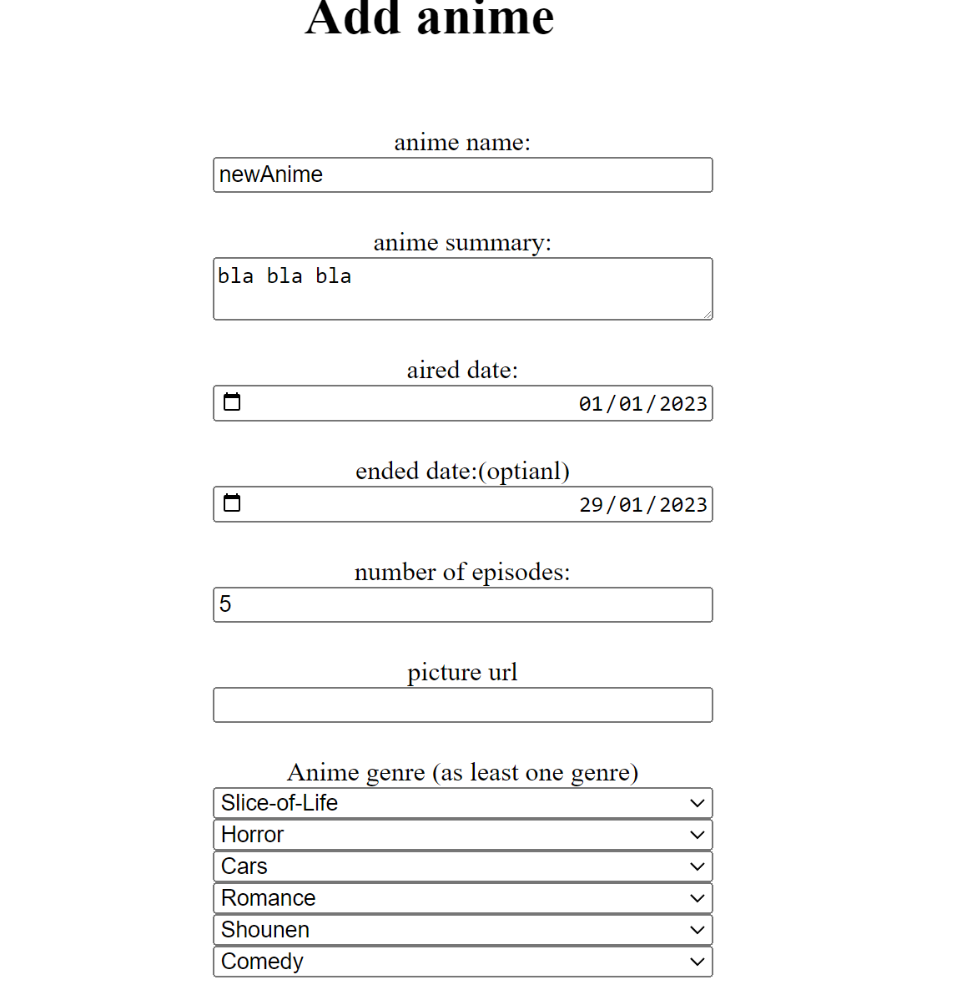 Add anime
anime name:
newAnime
anime summary:
bla bla bla
aired date:
01/01/2023
ended date:(optianl)
29/01/2023
number of episodes:
5
picture url
Anime genre (as least one genre)
Slice-of-Life
Horror
Cars
Romance
Shounen
Comedy